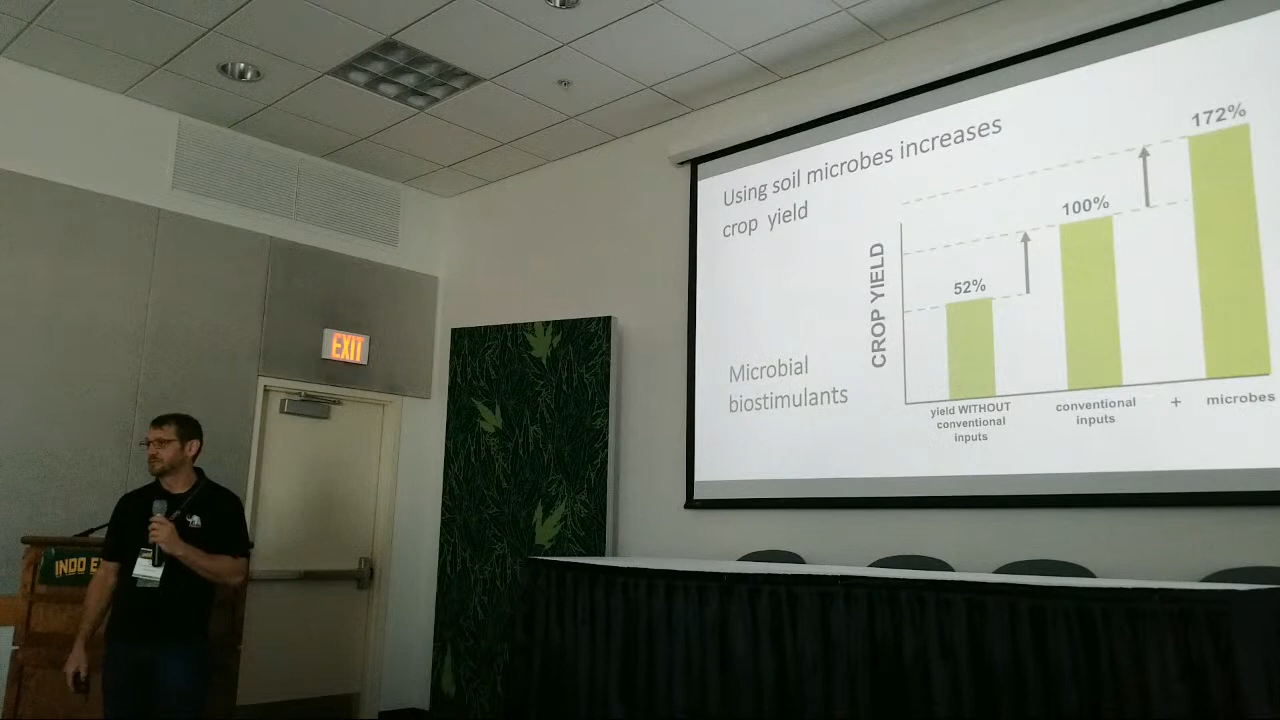 Using soil microbes increases
crop yield
172%
100%
52%
CROP YIELD
Microbial
biostimulants
yield WITHOUT
conventional
inputs
conventional
inputs
+
microbes
EXIT
INDO E